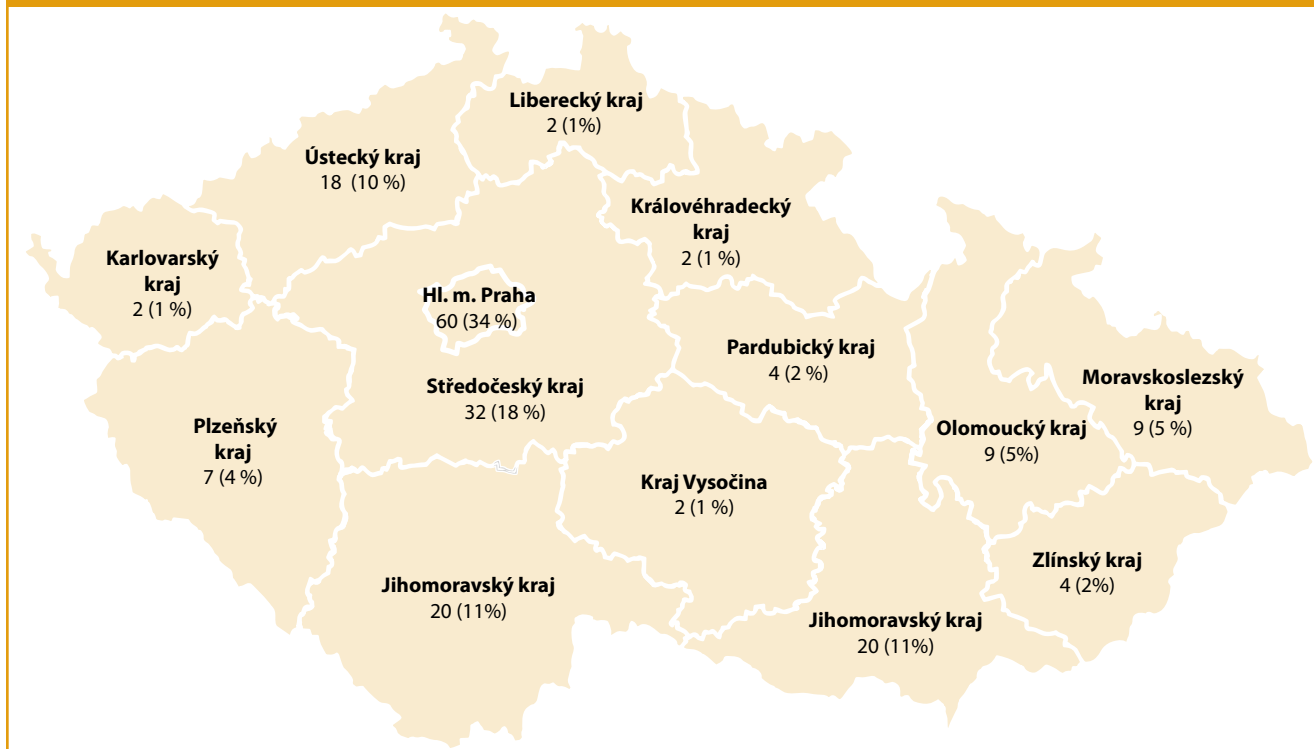 Liberecký kraj
2 (1%)
Ústecký kraj
18 (10 %)
Královéhradecký
kraj
2 (1 %)
Karlovarský
kraj
2 (1 %)
Hl. m. Praha
60 (34 %)
Pardubický kraj
4 (2 %)
Moravskoslezský
kraj
9 (5 %)
Středočeský kraj
32 (18 %)
Plzeňský
kraj
7 (4 %)
Olomoucký kraj
9 (5%)
Kraj Vysočina
2 (1 %)
Zlínský kraj
4 (2%)
Jihomoravský kraj
20 (11%)
Jihomoravský kraj
20 (11%)